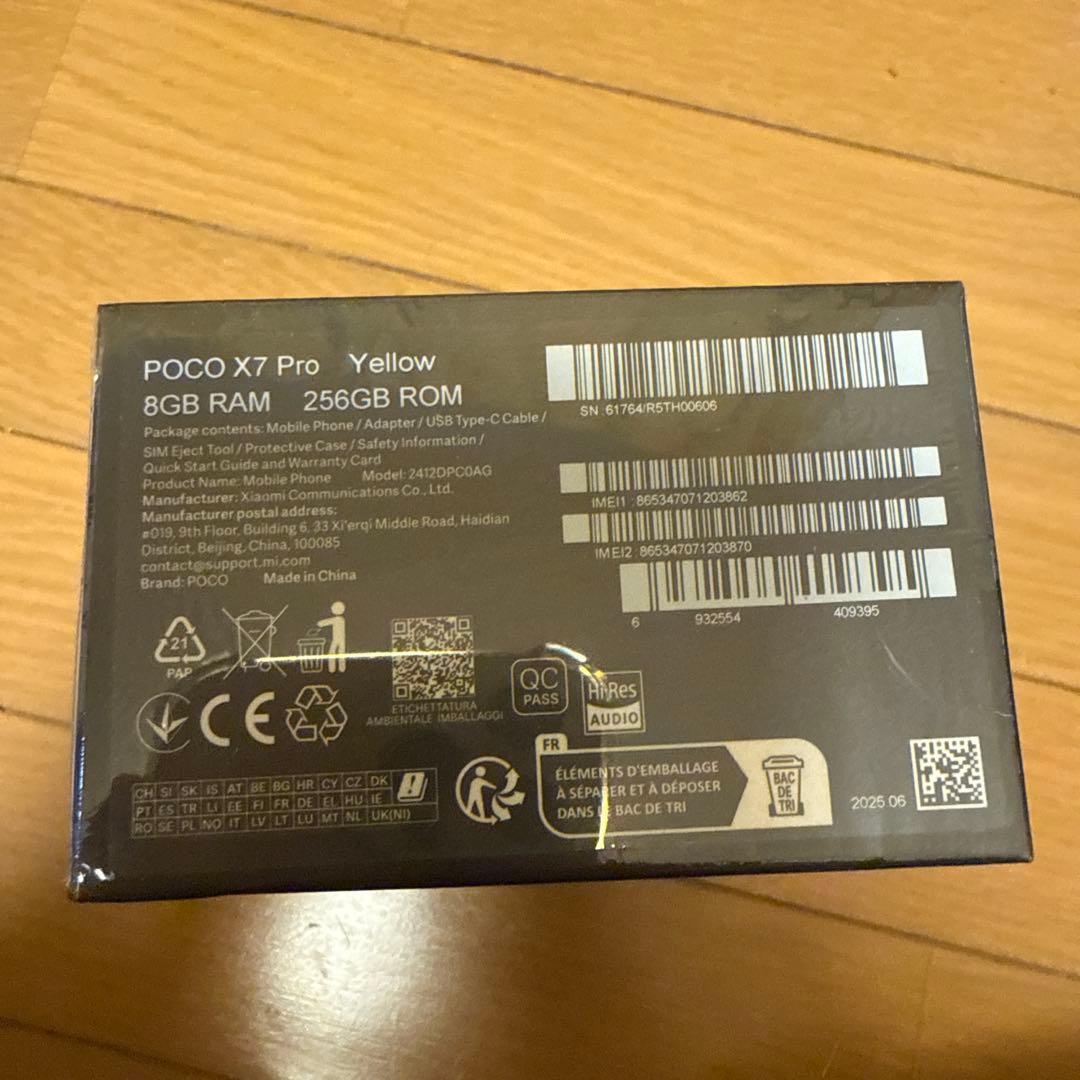 POCO X7 Pro Yellow
8GB RAM 256GB ROM
Package contents: Mobile Phone / Adapter / USB Type-C Cable /
SIM Eject Tool / Protective Case / Safety Information /
Quick Start Guide and Warranty Card
Product Name: Mobile Phone Model: 2412DPC0AG
Manufacturer: Xiaomi Communications Co., Ltd.
Manufacturer postal address:
#019, 9th Floor, Building 6, 33 Xi'erqi Middle Road, Haidian
District, Beijing, China, 100085
contact@support.mi.com
Brand: POCO Made in China
SN 61764/R5TH00606
IMEI1 : 865347071203862
IMEI2 : 865347071203870
6 932554 409395
21
PAP
ETICHETTATURA
AMBIENTALE IMBALLAGGI
QC
PASS
Hi-Res
AUDIO
CE
CH SI SK IS AT BE BG HR CY CZ DK
PT ES TR LI EE FI FR DE EL HU IE
RO SE PL NO IT LV LT LU MT NL UK(NI)
FR
ÉLÉMENTS D'EMBALLAGE
À SÉPARER ET À DÉPOSER
DANS LE BAC DE TRI
BAC
DE
TRI
2025 06